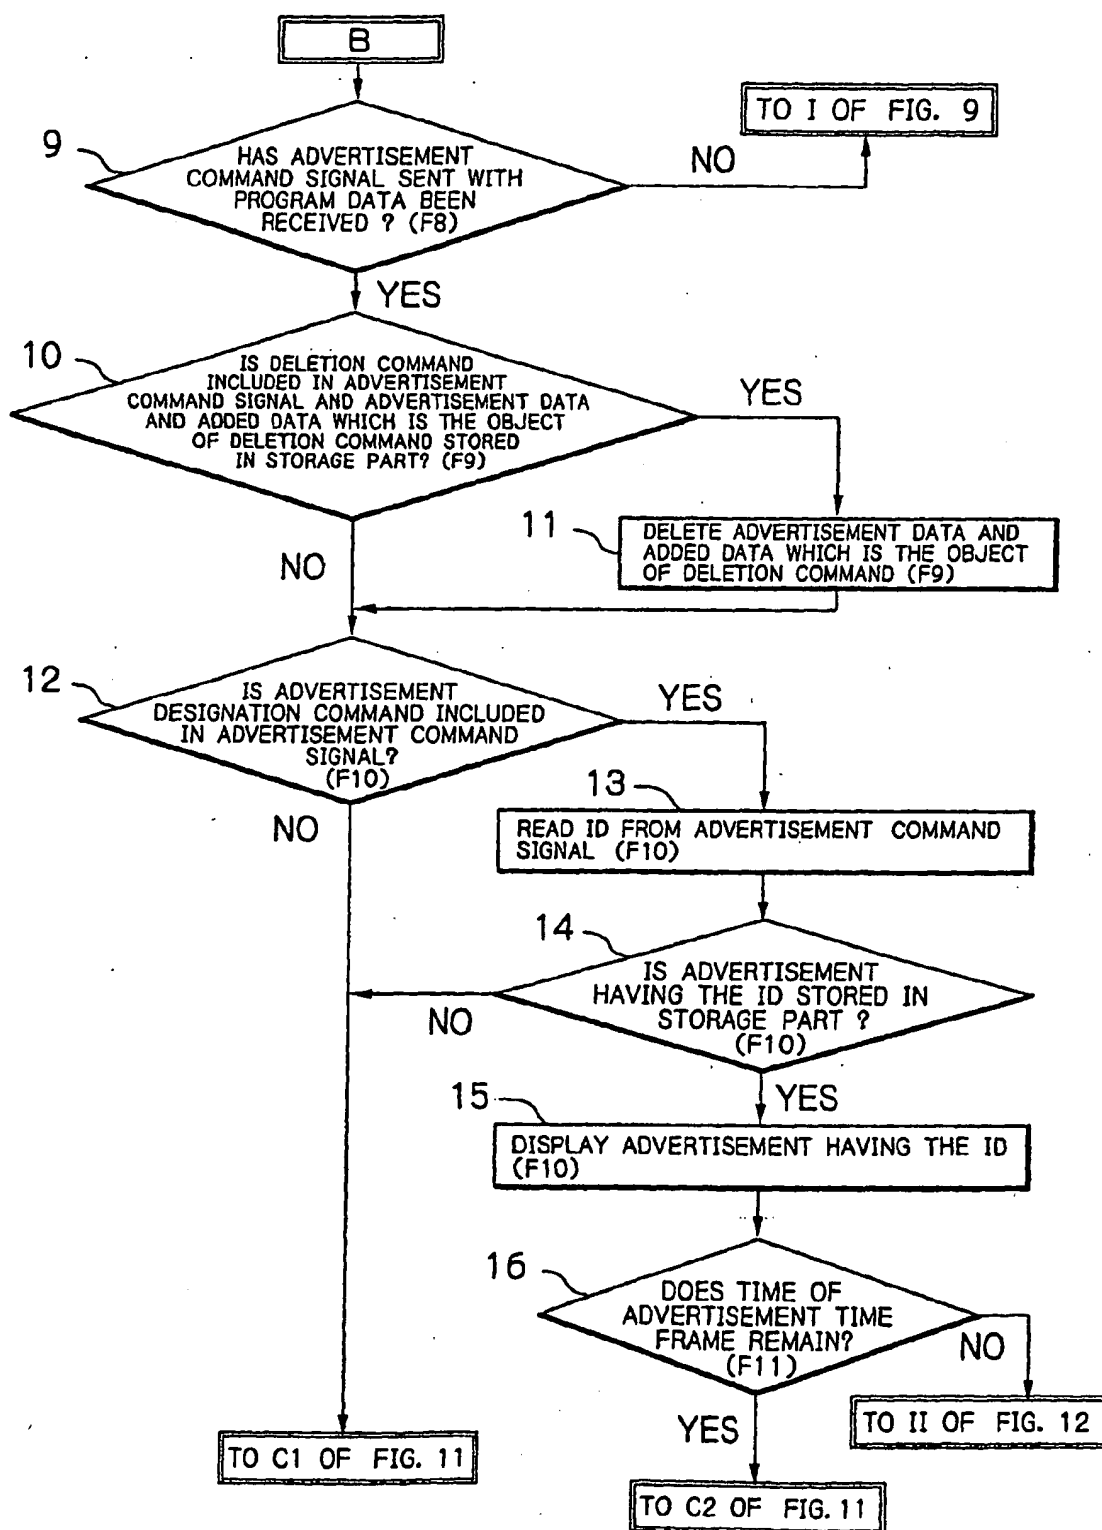 B
TO I OF FIG. 9
9
HAS ADVERTISEMENT
COMMAND SIGNAL SENT WITH
PROGRAM DATA BEEN
RECEIVED ? (F8)
NO
YES
10
IS DELETION COMMAND
INCLUDED IN ADVERTISEMENT
COMMAND SIGNAL AND ADVERTISEMENT DATA
AND ADDED DATA WHICH IS THE OBJECT
OF DELETION COMMAND STORED
IN STORAGE PART? (F9)
YES
11
DELETE ADVERTISEMENT DATA AND
ADDED DATA WHICH IS THE OBJECT
OF DELETION COMMAND (F9)
NO
12
IS ADVERTISEMENT
DESIGNATION COMMAND INCLUDED
IN ADVERTISEMENT COMMAND
SIGNAL?
(F10)
YES
NO
13
READ ID FROM ADVERTISEMENT COMMAND
SIGNAL (F10)
14
IS ADVERTISEMENT
HAVING THE ID STORED IN
STORAGE PART ?
(F10)
NO
YES
15
DISPLAY ADVERTISEMENT HAVING THE ID
(F10)
16
DOES TIME OF
ADVERTISEMENT TIME
FRAME REMAIN?
(F11)
NO
YES
TO II OF FIG. 12
TO C1 OF FIG. 11
TO C2 OF FIG. 11